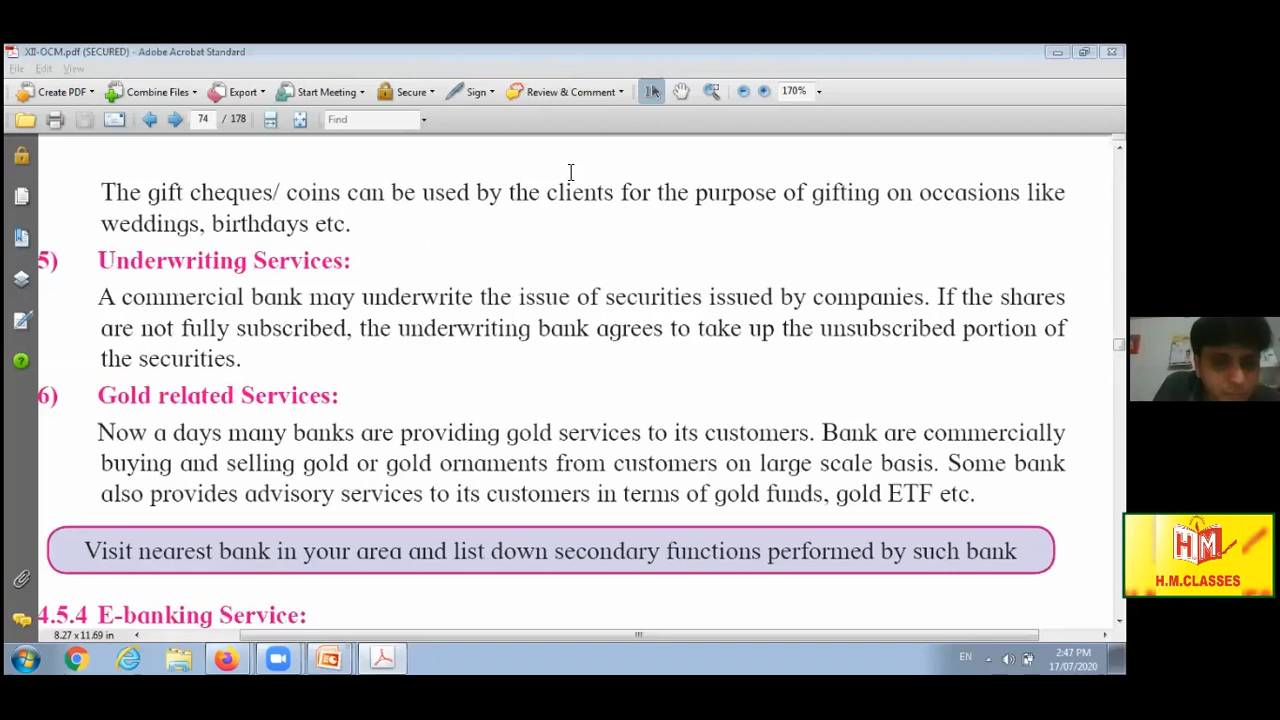 XII-OCM.pdf (SECURED) - Adobe Acrobat Standard
File Edit View
Create PDF Combine Files Export Start Meeting Secure Sign Review & Comment 170%
74 / 178 Find
The gift cheques/ coins can be used by the clients for the purpose of gifting on occasions like
weddings, birthdays etc.
5) Underwriting Services:
A commercial bank may underwrite the issue of securities issued by companies. If the shares
are not fully subscribed, the underwriting bank agrees to take up the unsubscribed portion of
the securities.
6) Gold related Services:
Now a days many banks are providing gold services to its customers. Bank are commercially
buying and selling gold or gold ornaments from customers on large scale basis. Some bank
also provides advisory services to its customers in terms of gold funds, gold ETF etc.
Visit nearest bank in your area and list down secondary functions performed by such bank
4.5.4 E-banking Service:
8.27 x 11.69 in
EN 2:47 PM
17/07/2020
HM
H.M.CLASSES